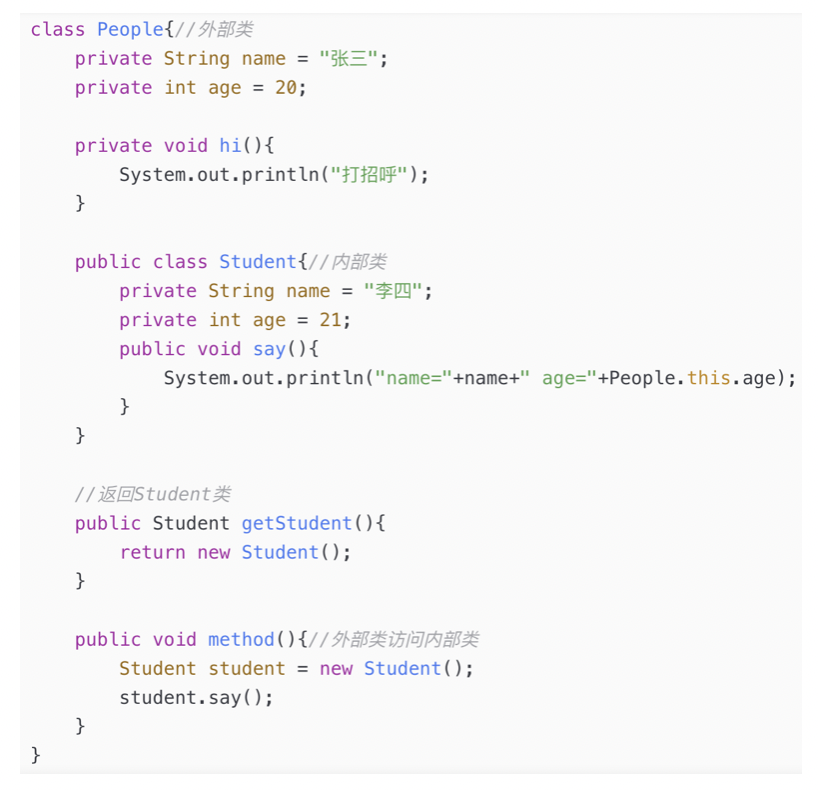 class People{//外部类
    private String name = "张三";
    private int age = 20;
    private void hi(){
        System.out.println("打招呼");
    }
    public class Student{//内部类
        private String name = "李四";
        private int age = 21;
        public void say(){
            System.out.println("name="+name+" age="+People.this.age);
        }
    }
    //返回Student类
    public Student getStudent(){
        return new Student();
    }
    public void method(){//外部类访问内部类
        Student student = new Student();
        student.say();
    }
}